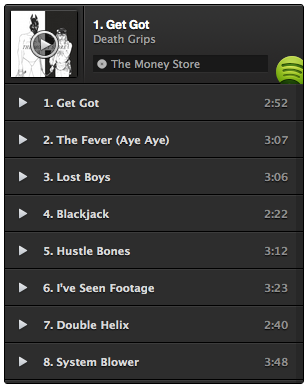 1. Get Got
Death Grips
The Money Store
1. Get Got 2:52
2. The Fever (Aye Aye) 3:07
3. Lost Boys 3:06
4. Blackjack 2:22
5. Hustle Bones 3:12
6. I've Seen Footage 3:23
7. Double Helix 2:40
8. System Blower 3:48